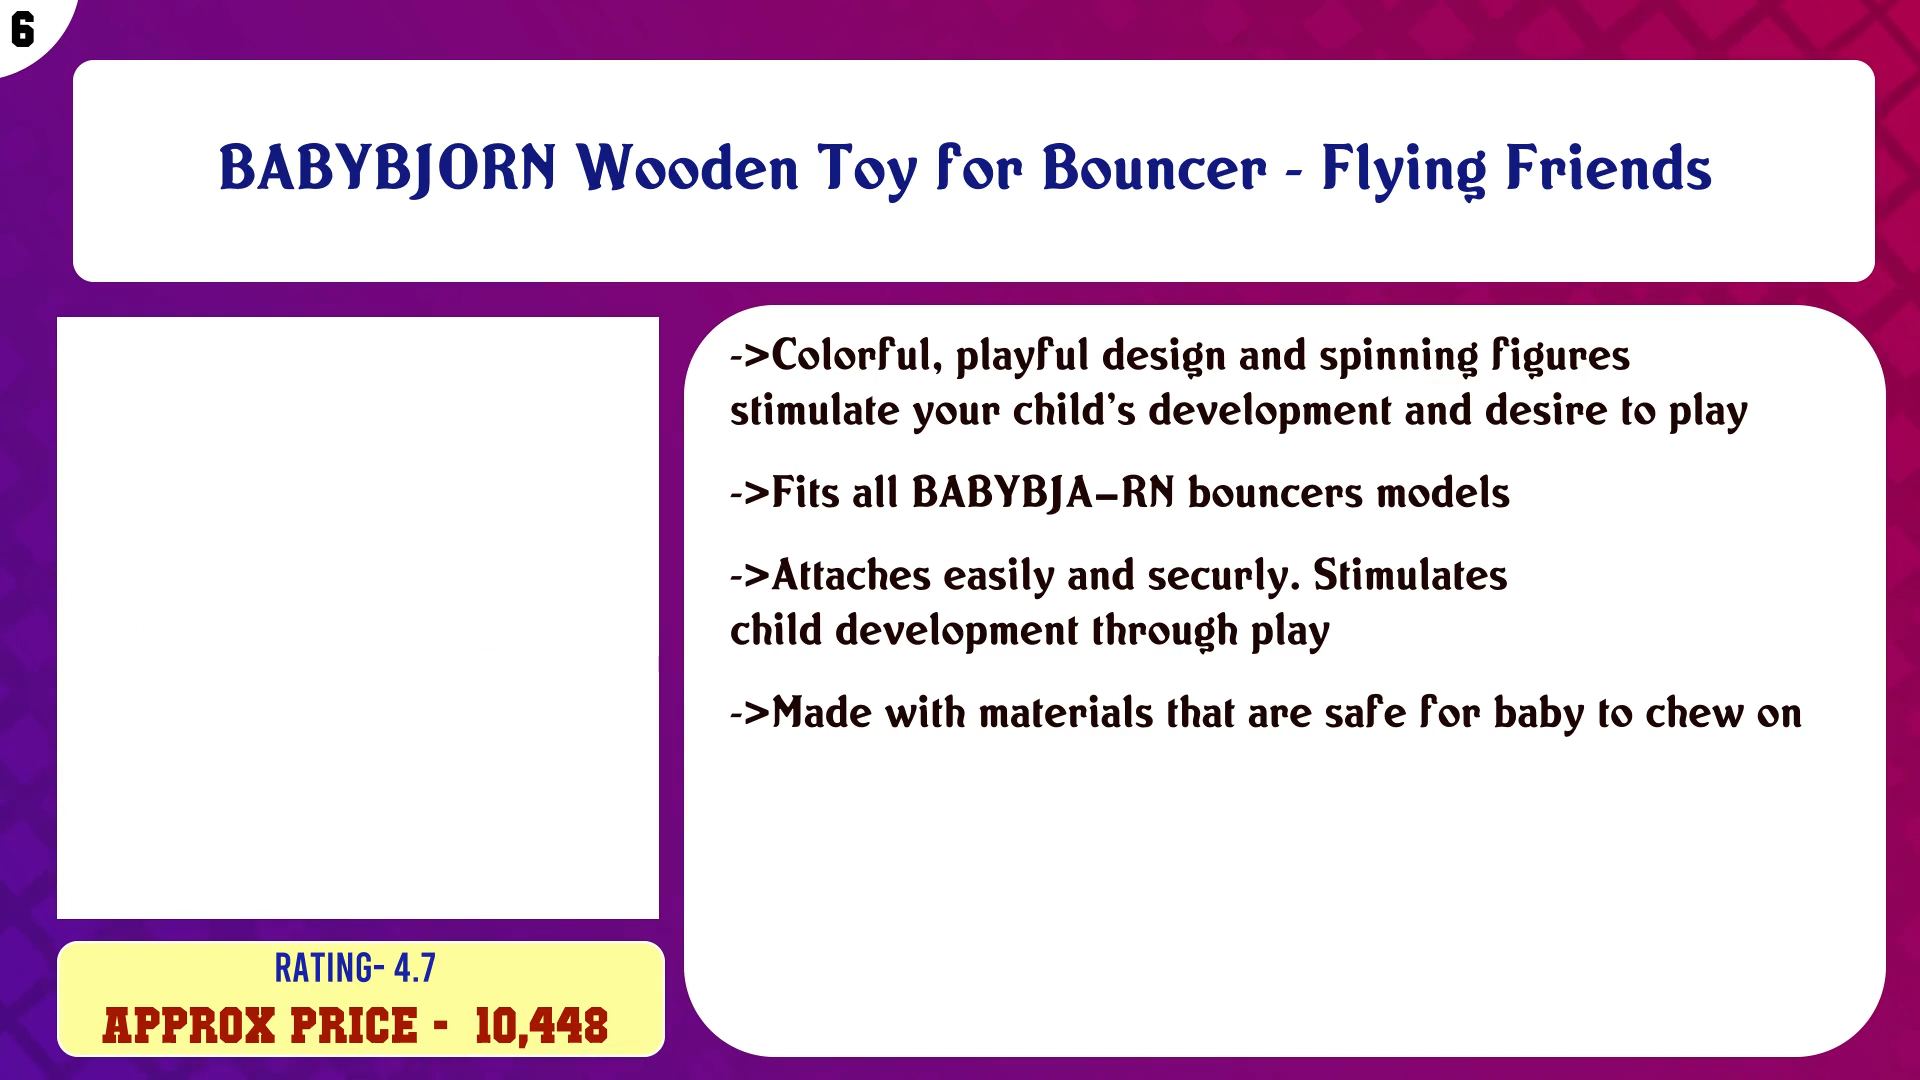 6
BABYBJORN Wooden Toy for Bouncer - Flying Friends
->Colorful, playful design and spinning figures
stimulate your child's development and desire to play
->Fits all BABYBJA–RN bouncers models
->Attaches easily and securly. Stimulates
child development through play
->Made with materials that are safe for baby to chew on
RATING- 4.7
APPROX PRICE - 10,448